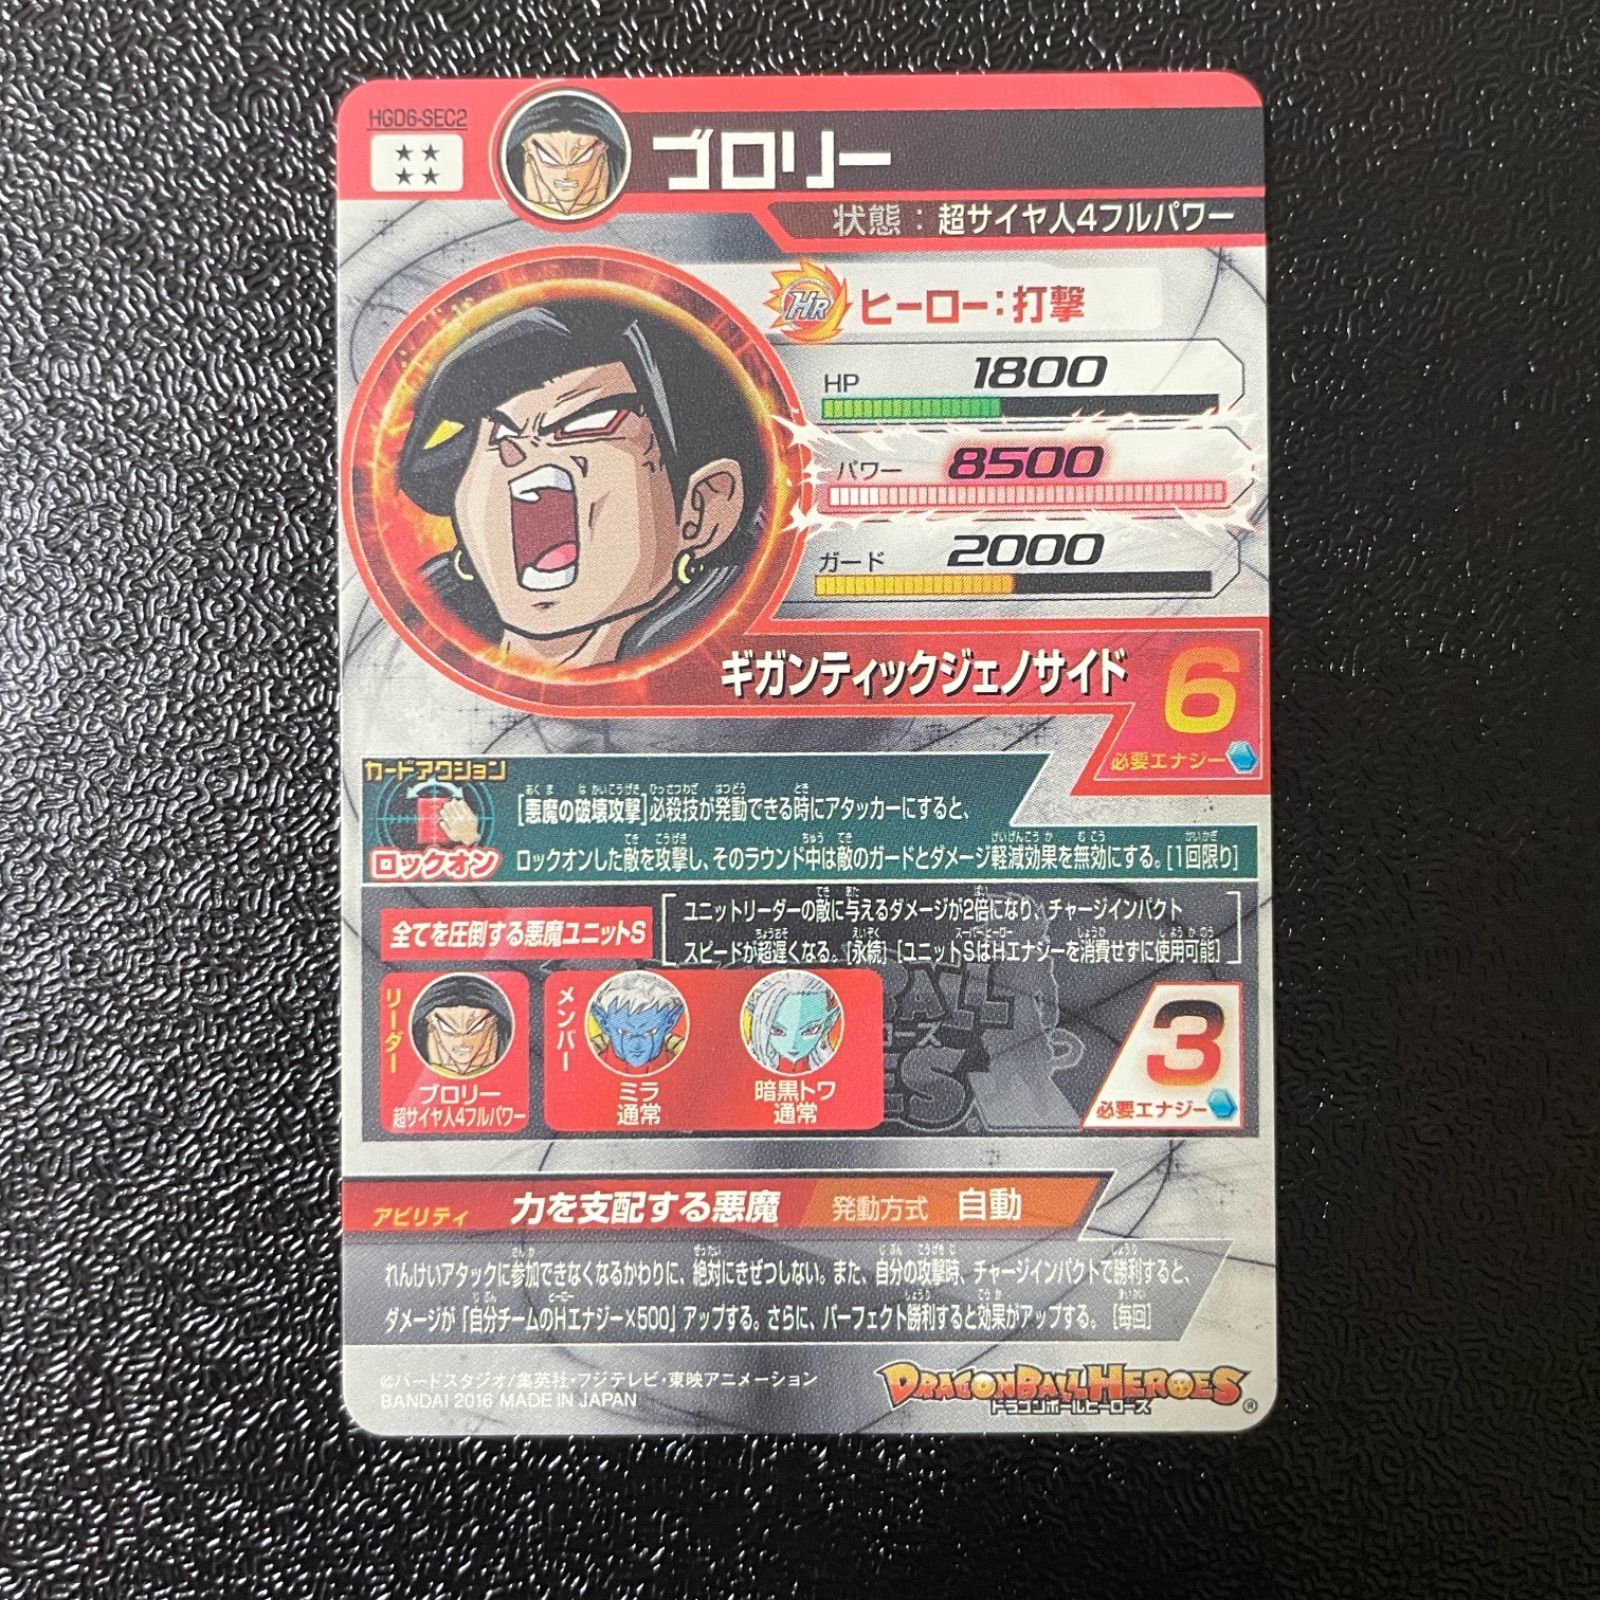 HGD6-SEC2
★★
★★
ゴロリー
状態：超サイヤ人4フルパワー
HR ヒーロー：打撃
HP 1800
パワー 8500
ガード 2000
ギガンティックジェノサイド
6
必要エナジー
カードアクション
ロックオン
[悪魔の破壊攻撃]必殺技が発動できる時にアタッカーにすると、
ロックオンした敵を攻撃し、そのラウンド中は敵のガードとダメージ軽減効果を無効にする。[1回限り]
全てを圧倒する悪魔ユニットS
ユニットリーダーの敵に与えるダメージが2倍になり、チャージインパクト
スピードが超遅くなる。[永続] [ユニットSはHエナジーを消費せずに使用可能]
リーダー
ブロリー
超サイヤ人4フルパワー
メンバー
ミラ
通常
暗黒トワ
通常
3
必要エナジー
アビリティ 力を支配する悪魔 発動方式 自動
れんけいアタックに参加できなくなるかわりに、絶対にきぜつしない。また、自分の攻撃時、チャージインパクトで勝利すると、
ダメージが「自分チームのHエナジー×500」アップする。さらに、パーフェクト勝利すると効果がアップする。 [毎回]
©バードスタジオ/集英社・フジテレビ・東映アニメーション
BANDAI 2016 MADE IN JAPAN
DRAGONBALL HEROES
ドラゴンボールヒーローズ
®